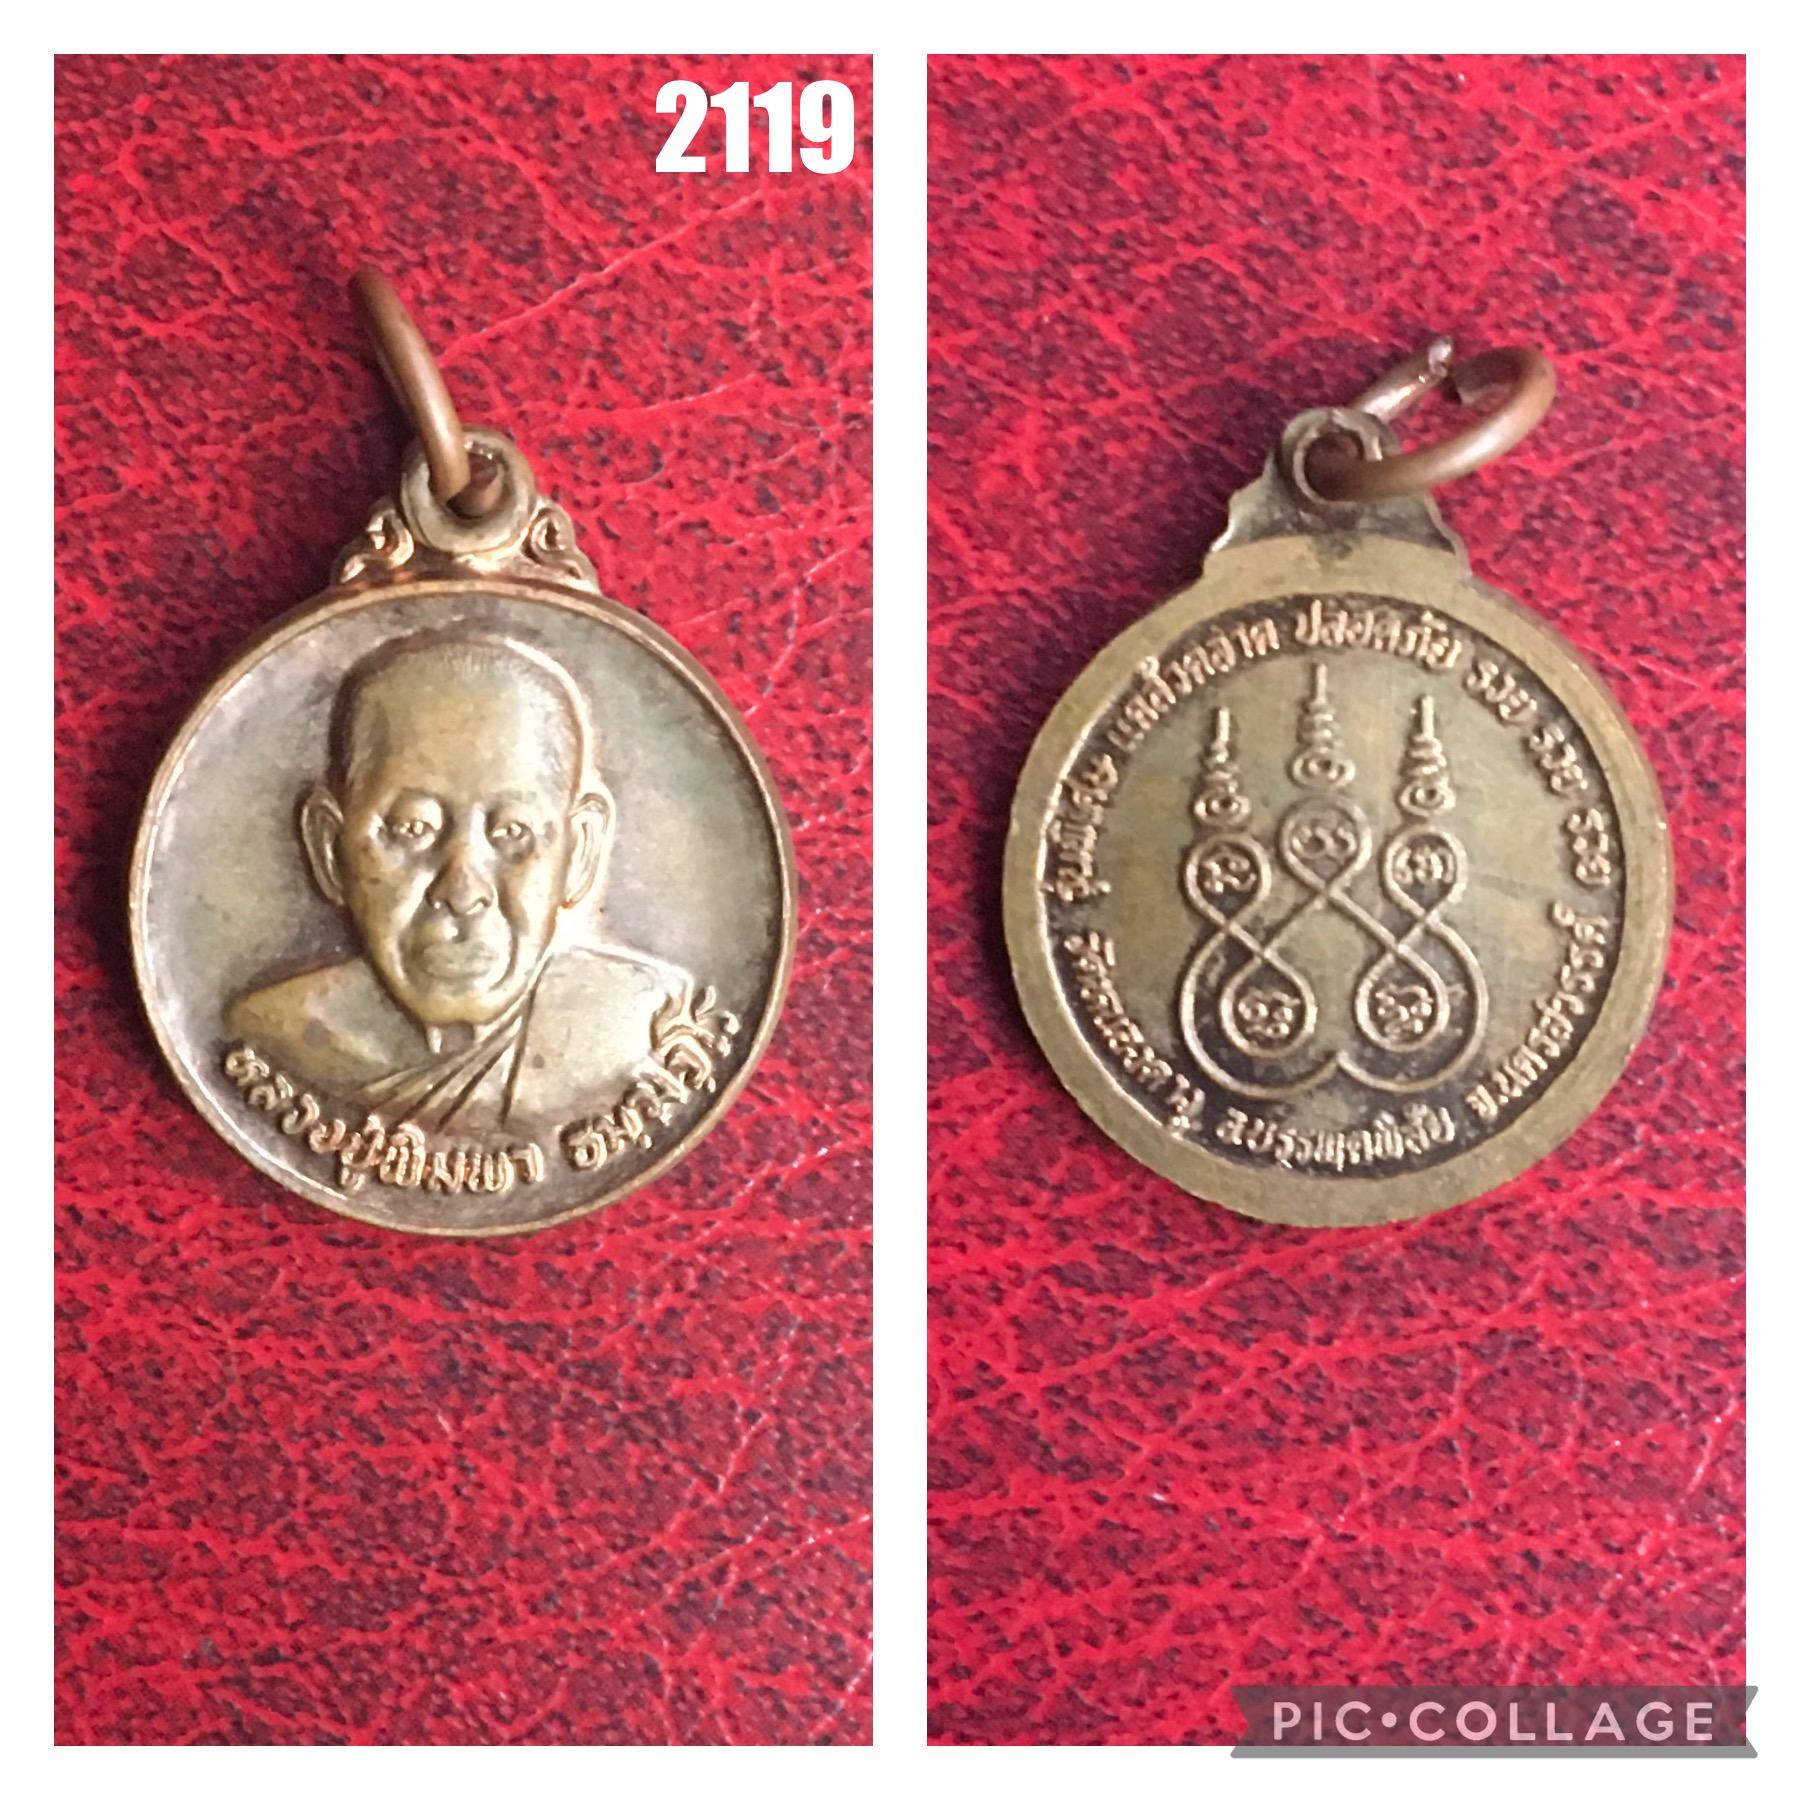 2119
หลวงปู่พิมพา ธมฺมวโร
รุ่นพิเศษ แคล้วคลาด ปลอดภัย รวย รวย รวย
วัดหนองตางู อ.บรรพตพิสัย จ.นครสวรรค์
PIC•COLLAGE